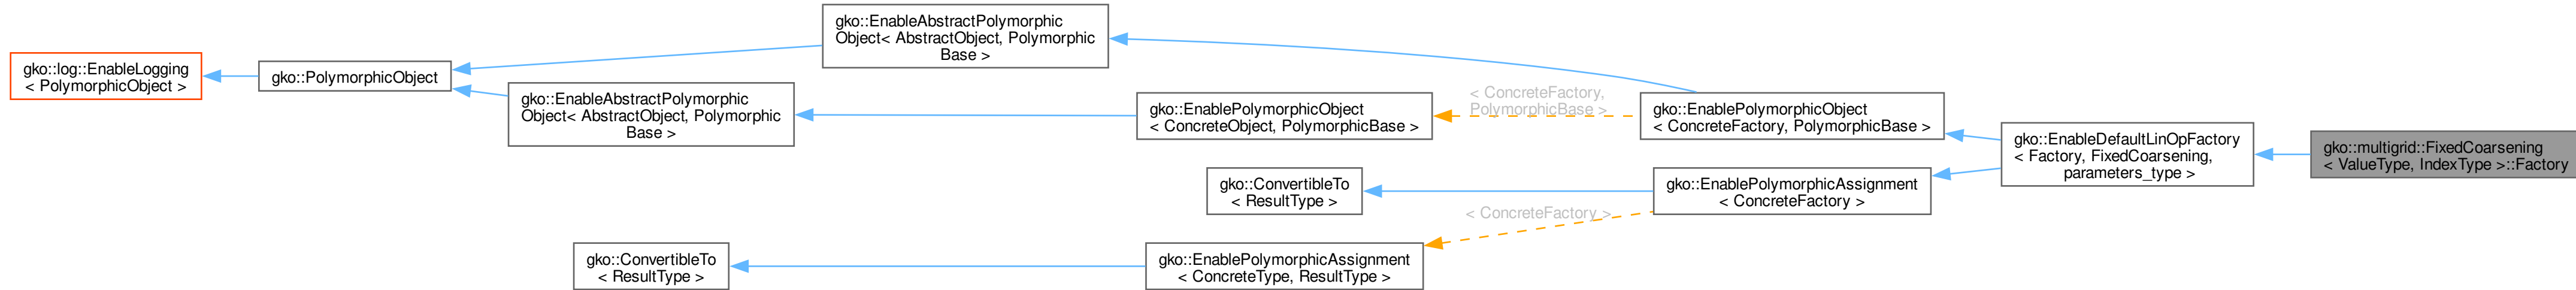 gko::EnableAbstractPolymorphic
Object< AbstractObject, Polymorphic
Base >
gko::log::EnableLogging
< PolymorphicObject >
gko::PolymorphicObject
gko::EnableAbstractPolymorphic
Object< AbstractObject, Polymorphic
Base >
gko::EnablePolymorphicObject
< ConcreteObject, PolymorphicBase >
< ConcreteFactory,
PolymorphicBase >
gko::EnablePolymorphicObject
< ConcreteFactory, PolymorphicBase >
gko::EnableDefaultLinOpFactory
< Factory, FixedCoarsening,
parameters_type >
gko::multigrid::FixedCoarsening
< ValueType, IndexType >::Factory
gko::ConvertibleTo
< ResultType >
gko::EnablePolymorphicAssignment
< ConcreteFactory >
< ConcreteFactory >
gko::ConvertibleTo
< ResultType >
gko::EnablePolymorphicAssignment
< ConcreteType, ResultType >